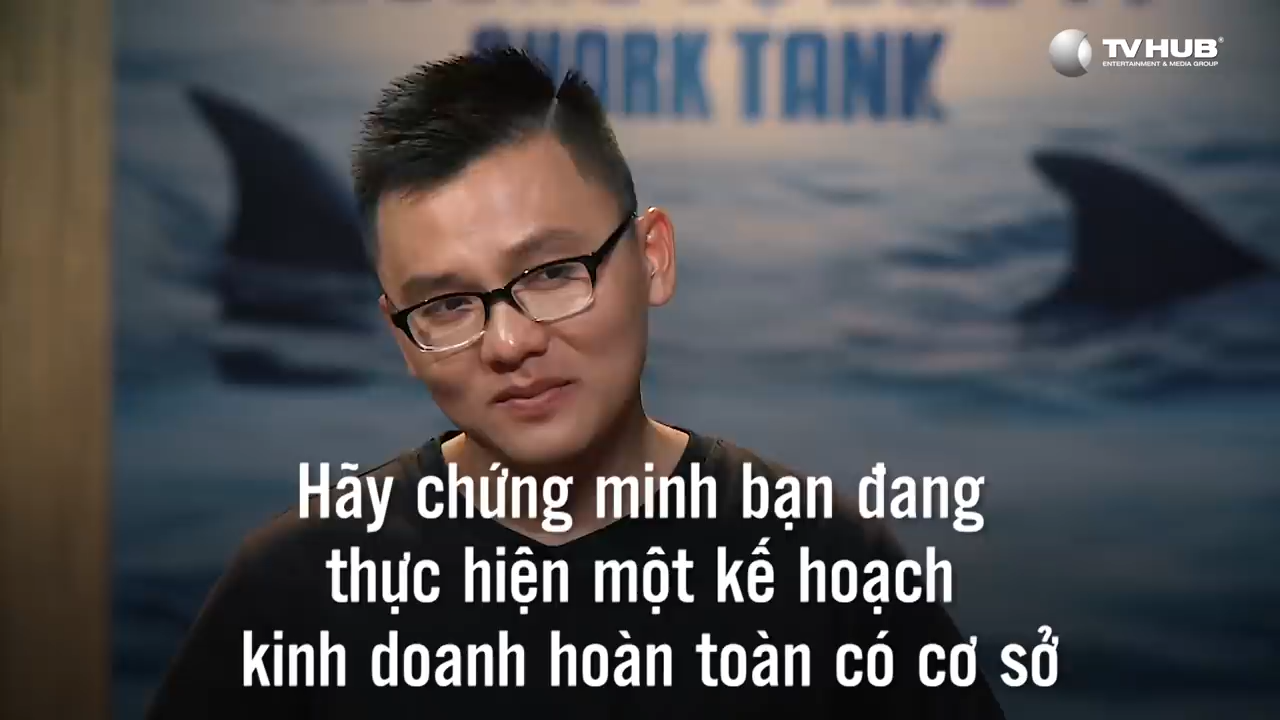 SHARK TANK
TV HUB®
ENTERTAINMENT & MEDIA GROUP
Hãy chứng minh bạn đang
thực hiện một kế hoạch
kinh doanh hoàn toàn có cơ sở